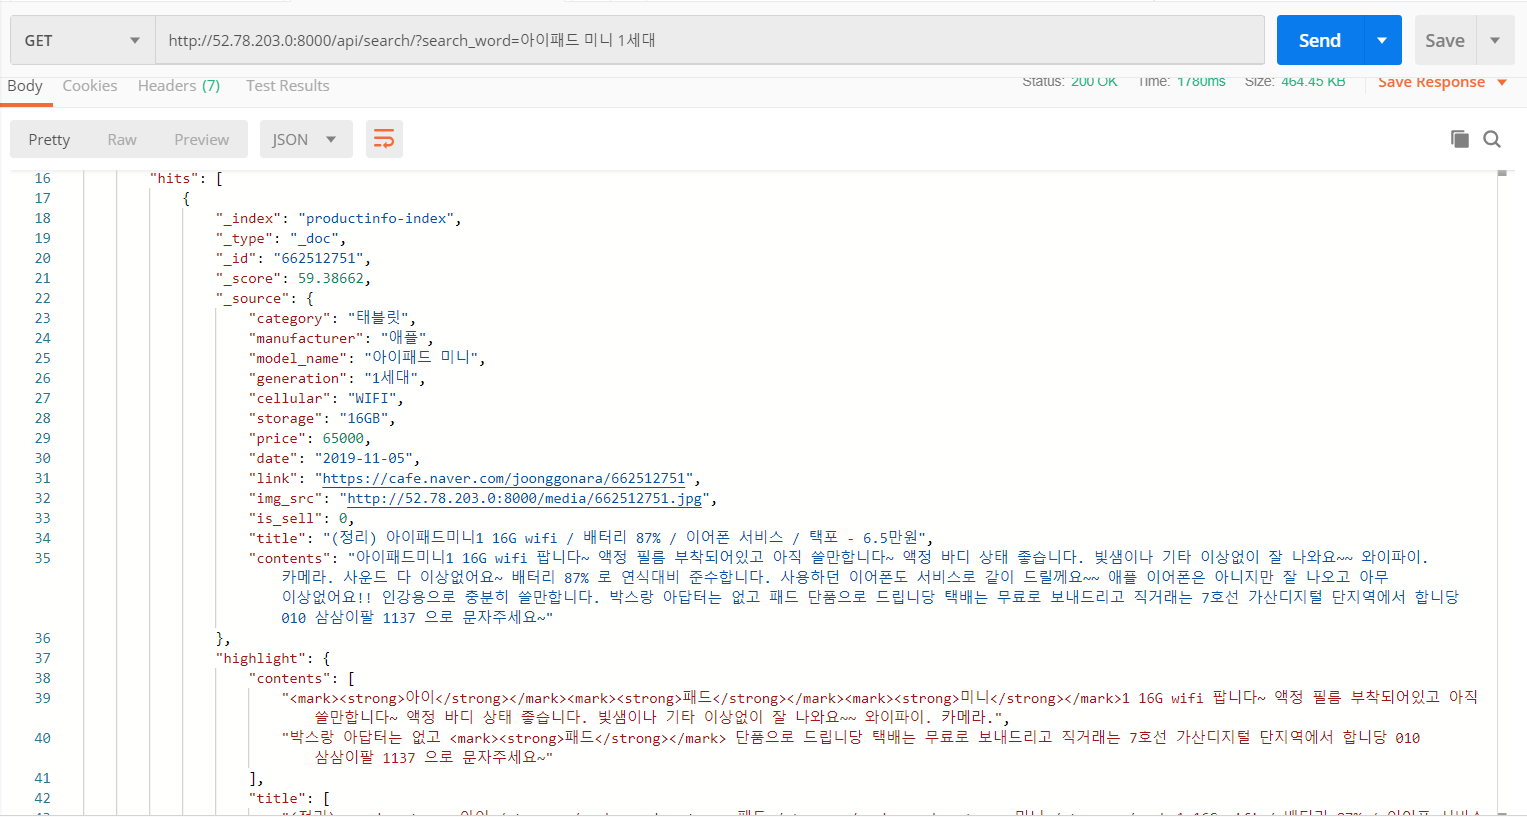 GET http://52.78.203.0:8000/api/search/?search_word=아이패드 미니 1세대 Send Save
Body Cookies Headers (7) Test Results Status: 200 OK Time: 1780ms Size: 464.45 KB Save Response
Pretty Raw Preview JSON
16 "hits": [
17 {
18 "_index": "productinfo-index",
19 "_type": "_doc",
20 "_id": "662512751",
21 "_score": 59.38662,
22 "_source": {
23 "category": "태블릿",
24 "manufacturer": "애플",
25 "model_name": "아이패드 미니",
26 "generation": "1세대",
27 "cellular": "WIFI",
28 "storage": "16GB",
29 "price": 65000,
30 "date": "2019-11-05",
31 "link": "https://cafe.naver.com/joonggonara/662512751",
32 "img_src": "http://52.78.203.0:8000/media/662512751.jpg",
33 "is_sell": 0,
34 "title": "(정리) 아이패드미니1 16G wifi / 배터리 87% / 이어폰 서비스 / 택포 - 6.5만원",
35 "contents": "아이패드미니1 16G wifi 팝니다~ 액정 필름 부착되어있고 아직 쓸만합니다~ 액정 바디 상태 좋습니다. 빛샘이나 기타 이상없이 잘 나와요~~ 와이파이.
카메라. 사운드 다 이상없어요~ 배터리 87% 로 연식대비 준수합니다. 사용하던 이어폰도 서비스로 같이 드릴께요~~ 애플 이어폰은 아니지만 잘 나오고 아무
이상없어요!! 인강용으로 충분히 쓸만합니다. 박스랑 아답터는 없고 패드 단품으로 드립니당 택배는 무료로 보내드리고 직거래는 7호선 가산디지털 단지역에서 합니당
010 삼삼이팔 1137 으로 문자주세요~"
36 },
37 "highlight": {
38 "contents": [
39 "<mark><strong>아이</strong></mark><mark><strong>패드</strong></mark><mark><strong>미니</strong></mark>1 16G wifi 팝니다~ 액정 필름 부착되어있고 아직
쓸만합니다~ 액정 바디 상태 좋습니다. 빛샘이나 기타 이상없이 잘 나와요~~ 와이파이. 카메라.",
40 "박스랑 아답터는 없고 <mark><strong>패드</strong></mark> 단품으로 드립니당 택배는 무료로 보내드리고 직거래는 7호선 가산디지털 단지역에서 합니당 010
삼삼이팔 1137 으로 문자주세요~"
41 ],
42 "title": [